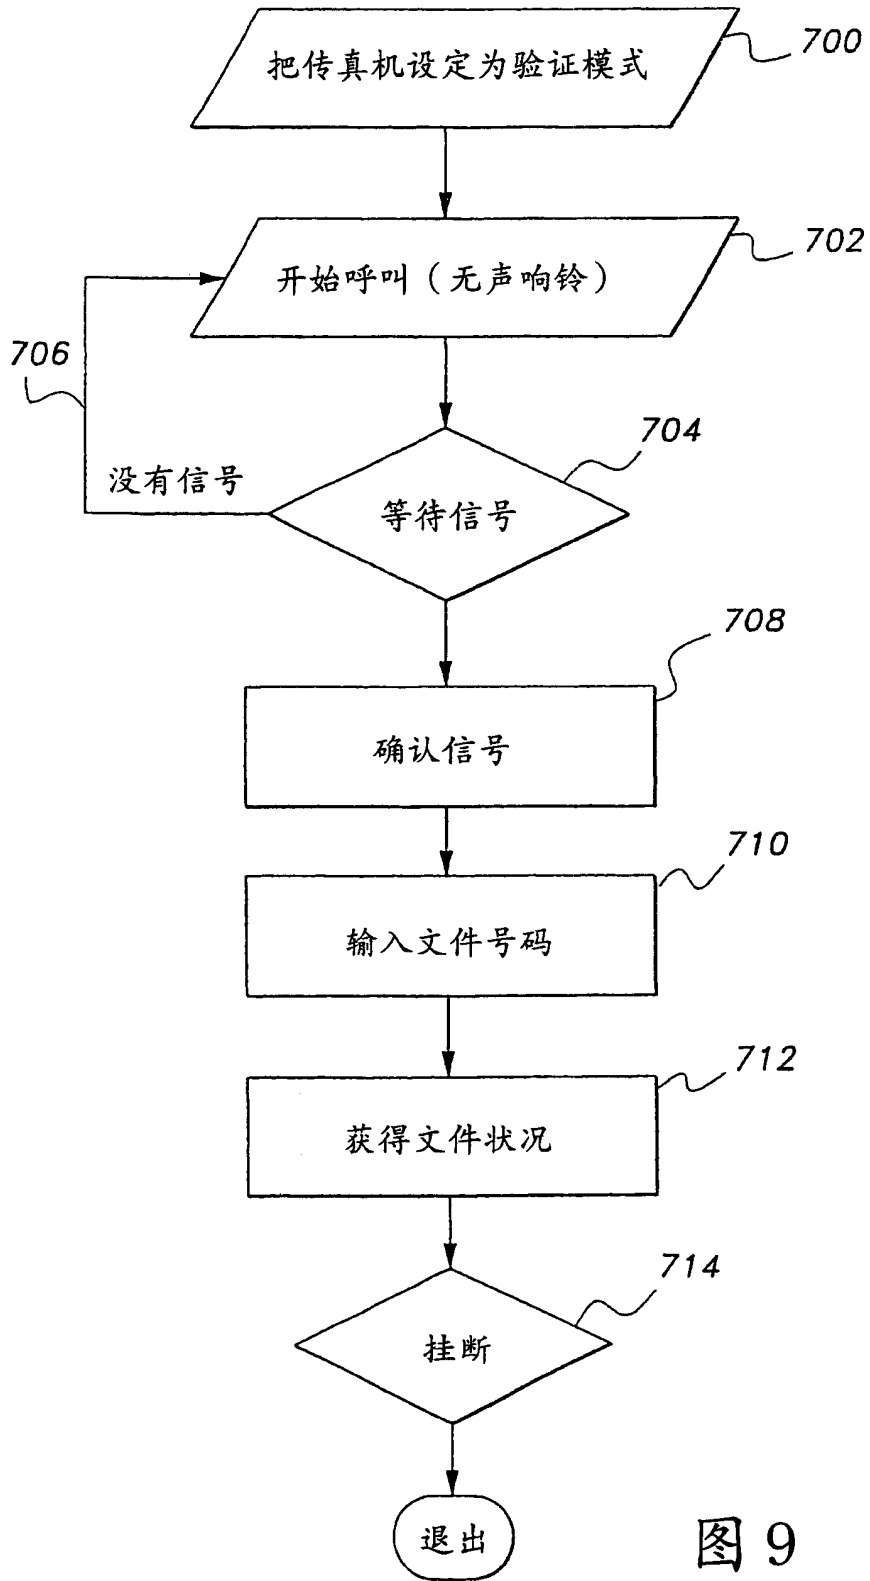 把传真机设定为验证模式
700
开始呼叫（无声响铃）
702
706
704
没有信号
等待信号
708
确认信号
710
输入文件号码
712
获得文件状况
714
挂断
退出
图 9